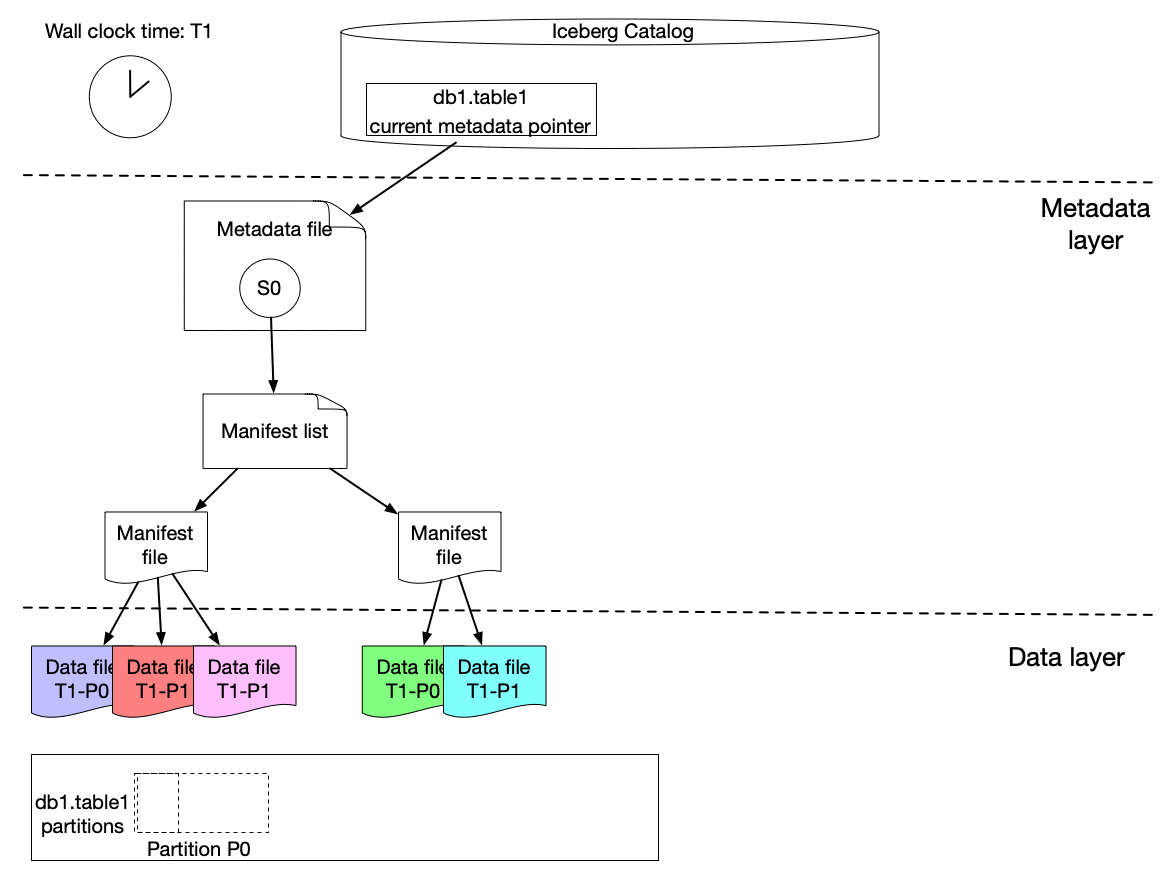 Wall clock time: T1
Iceberg Catalog
db1.table1
current metadata pointer
Metadata
layer
Metadata file
S0
Manifest list
Manifest
file
Manifest
file
Data file
T1-P0
Data file
T1-P1
Data file
T1-P1
Data file
T1-P0
Data file
T1-P1
Data layer
db1.table1
partitions
Partition P0